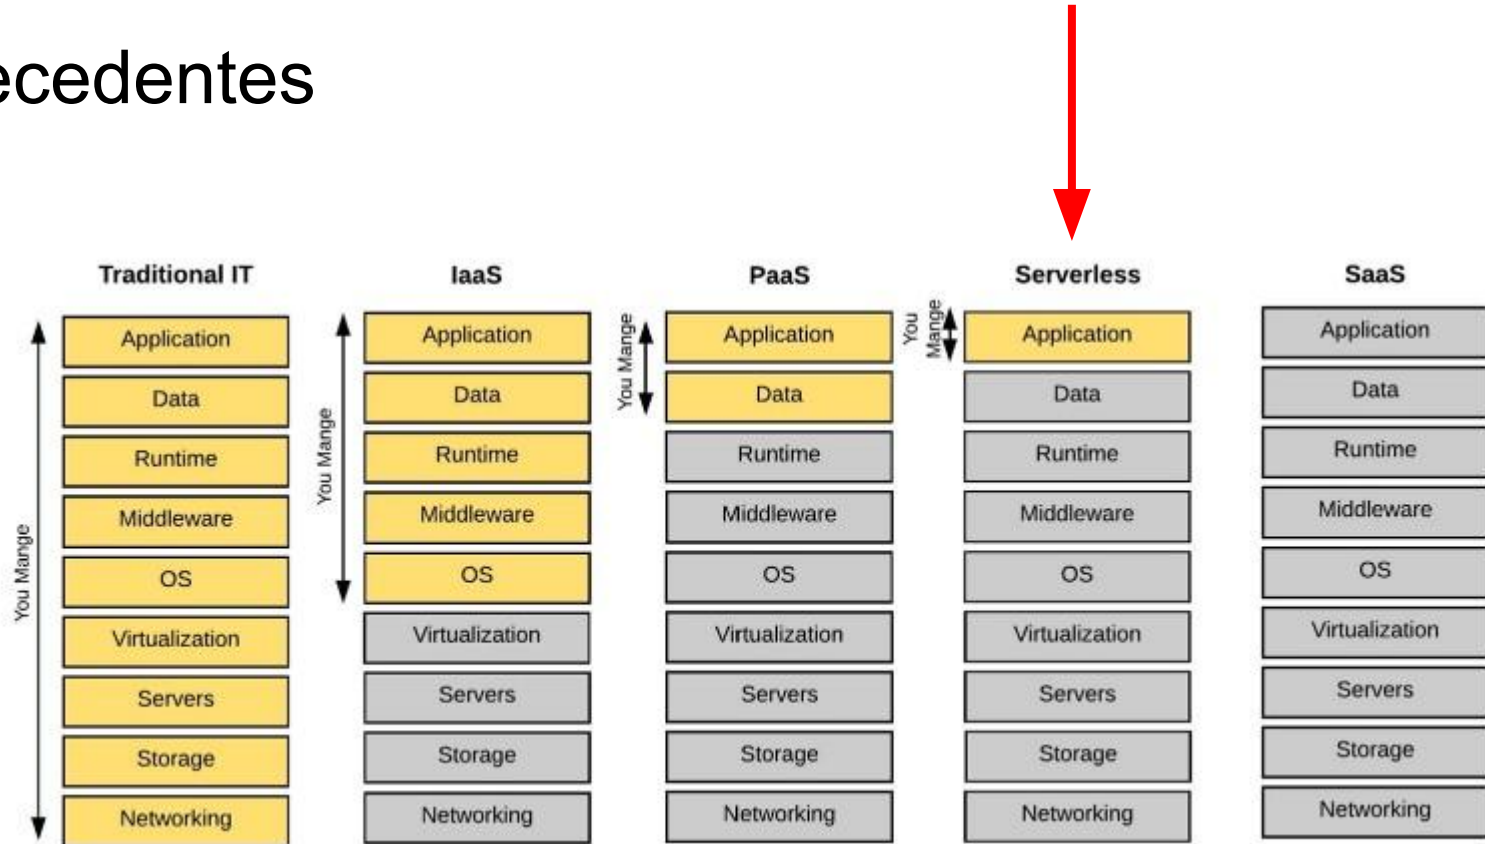 ecedentes
Traditional IT
You Mange
Application
Data
Runtime
Middleware
OS
Virtualization
Servers
Storage
Networking
IaaS
You Mange
Application
Data
Runtime
Middleware
OS
Virtualization
Servers
Storage
Networking
PaaS
You Mange
Application
Data
Runtime
Middleware
OS
Virtualization
Servers
Storage
Networking
Serverless
You
Mange
Application
Data
Runtime
Middleware
OS
Virtualization
Servers
Storage
Networking
SaaS
Application
Data
Runtime
Middleware
OS
Virtualization
Servers
Storage
Networking